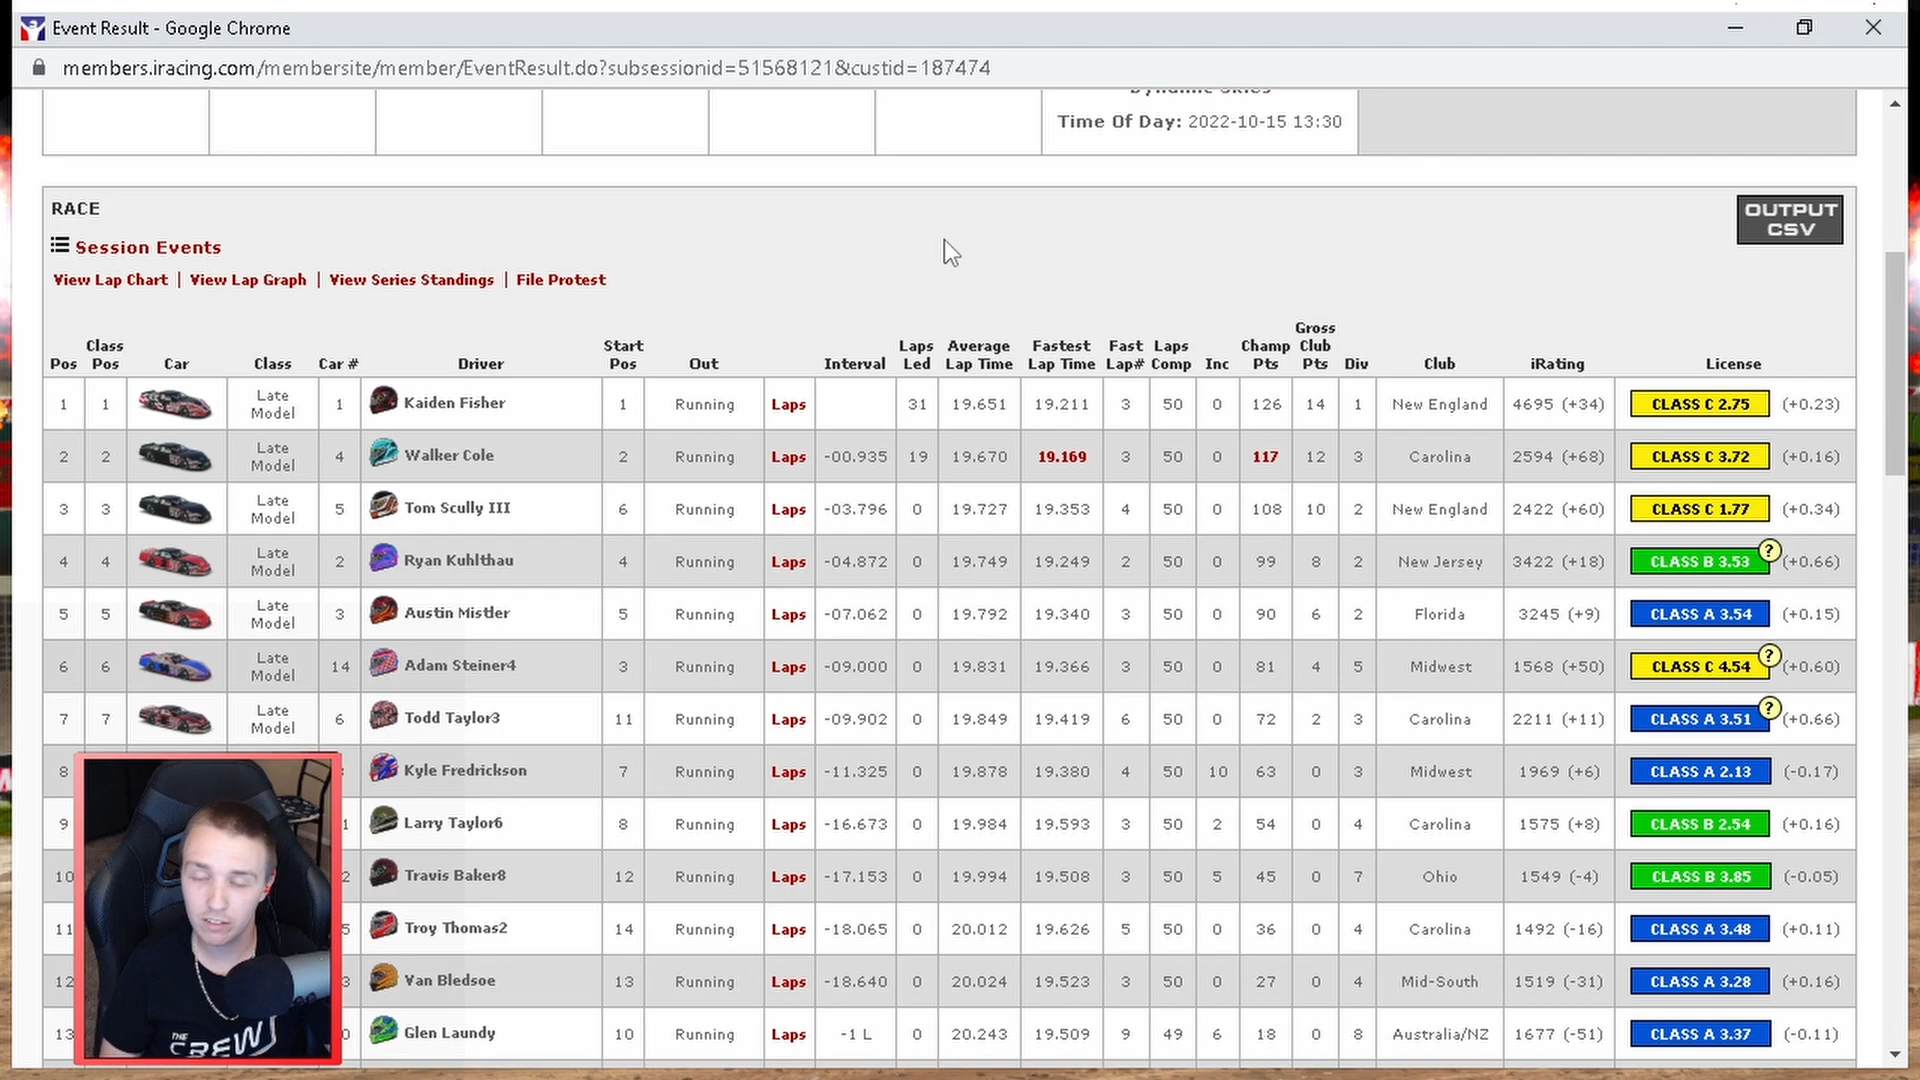 Event Result - Google Chrome
members.iracing.com/membersite/member/EventResult.do?subsessionid=51568121&custid=187474
Time Of Day: 2022-10-15 13:30
RACE
OUTPUT CSV
Session Events
View Lap Chart | View Lap Graph | View Series Standings | File Protest
Pos Class Pos Car Class Car # Driver Start Pos Out Interval Laps Led Average Lap Time Fastest Lap Time Fast Lap# Laps Comp Inc Champ Pts Gross Club Pts Div Club iRating License
1 1 Late Model 1 Kaiden Fisher 1 Running Laps 31 19.651 19.211 3 50 0 126 14 1 New England 4695 (+34) CLASS C 2.75 (+0.23)
2 2 Late Model 4 Walker Cole 2 Running Laps -00.935 19 19.670 19.169 3 50 0 117 12 3 Carolina 2594 (+68) CLASS C 3.72 (+0.16)
3 3 Late Model 5 Tom Scully III 6 Running Laps -03.796 0 19.727 19.353 4 50 0 108 10 2 New England 2422 (+60) CLASS C 1.77 (+0.34)
4 4 Late Model 2 Ryan Kuhlthau 4 Running Laps -04.872 0 19.749 19.249 2 50 0 99 8 2 New Jersey 3422 (+18) CLASS B 3.53 ? (+0.66)
5 5 Late Model 3 Austin Mistler 5 Running Laps -07.062 0 19.792 19.340 3 50 0 90 6 2 Florida 3245 (+9) CLASS A 3.54 (+0.15)
6 6 Late Model 14 Adam Steiner4 3 Running Laps -09.000 0 19.831 19.366 3 50 0 81 4 5 Midwest 1568 (+50) CLASS C 4.54 ? (+0.60)
7 7 Late Model 6 Todd Taylor3 11 Running Laps -09.902 0 19.849 19.419 6 50 0 72 2 3 Carolina 2211 (+11) CLASS A 3.51 ? (+0.66)
8 Kyle Fredrickson 7 Running Laps -11.325 0 19.878 19.380 4 50 10 63 0 3 Midwest 1969 (+6) CLASS A 2.13 (-0.17)
9 Larry Taylor6 8 Running Laps -16.673 0 19.984 19.593 3 50 2 54 0 4 Carolina 1575 (+8) CLASS B 2.54 (+0.16)
10 Travis Baker8 12 Running Laps -17.153 0 19.994 19.508 3 50 5 45 0 7 Ohio 1549 (-4) CLASS B 3.85 (-0.05)
11 Troy Thomas2 14 Running Laps -18.065 0 20.012 19.626 5 50 0 36 0 4 Carolina 1492 (-16) CLASS A 3.48 (+0.11)
12 Van Bledsoe 13 Running Laps -18.640 0 20.024 19.523 3 50 0 27 0 4 Mid-South 1519 (-31) CLASS A 3.28 (+0.16)
13 Glen Laundy 10 Running Laps -1 L 0 20.243 19.509 9 49 6 18 0 8 Australia/NZ 1677 (-51) CLASS A 3.37 (-0.11)
THE
CREW